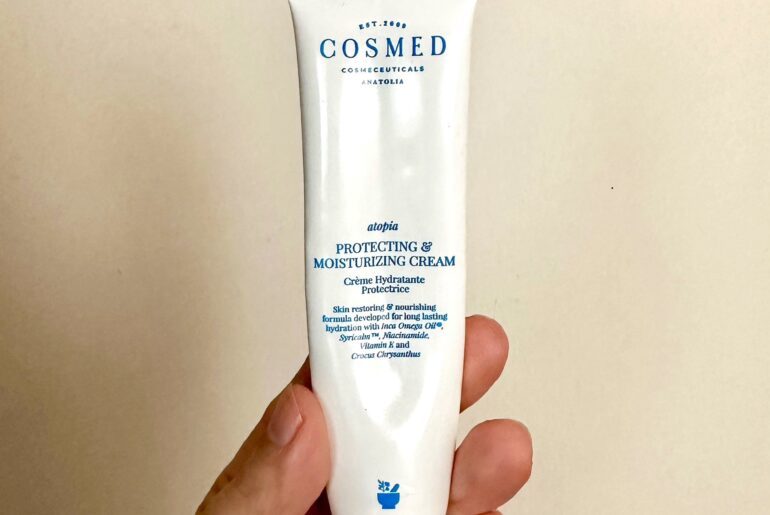 EST. 2008
COSMED
COSMECEUTICALS
ANATOLIA
atopia
PROTECTING &
MOISTURIZING CREAM
Crème Hydratante
Protectrice
Skin restoring & nourishing
formula developed for long lasting
hydration with Inca Omega Oil®,
Syricalm™, Niacinamide,
Vitamin E and
Crocus Chrysanthus